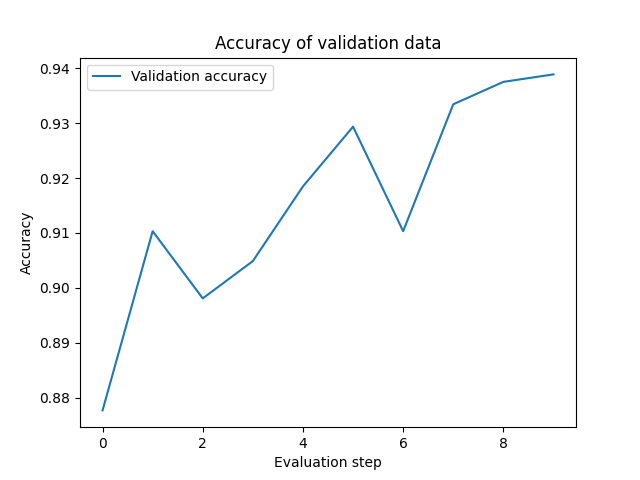 Accuracy of validation data
Validation accuracy
0.94
0.93
0.92
0.91
0.90
0.89
0.88
Accuracy
0 2 4 6 8
Evaluation step